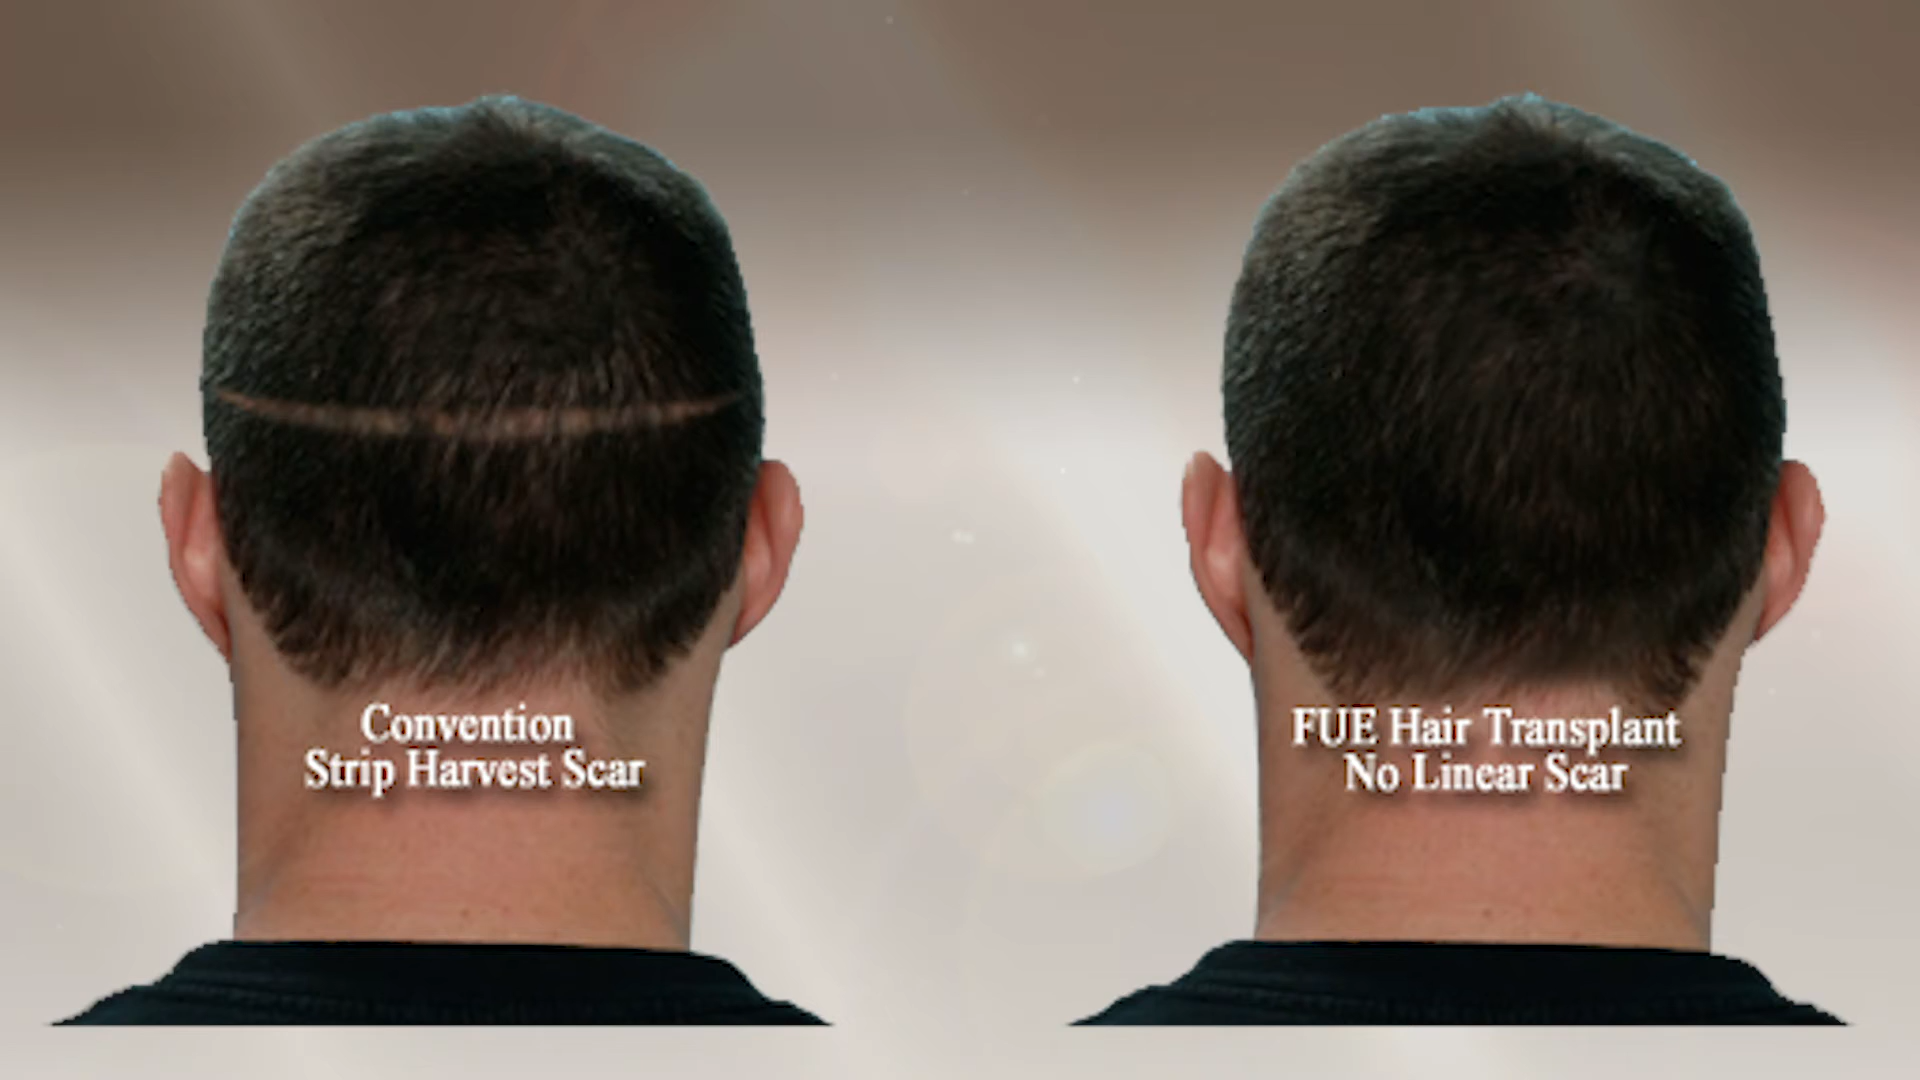 Convention
Strip Harvest Scar
FUE Hair Transplant
No Linear Scar